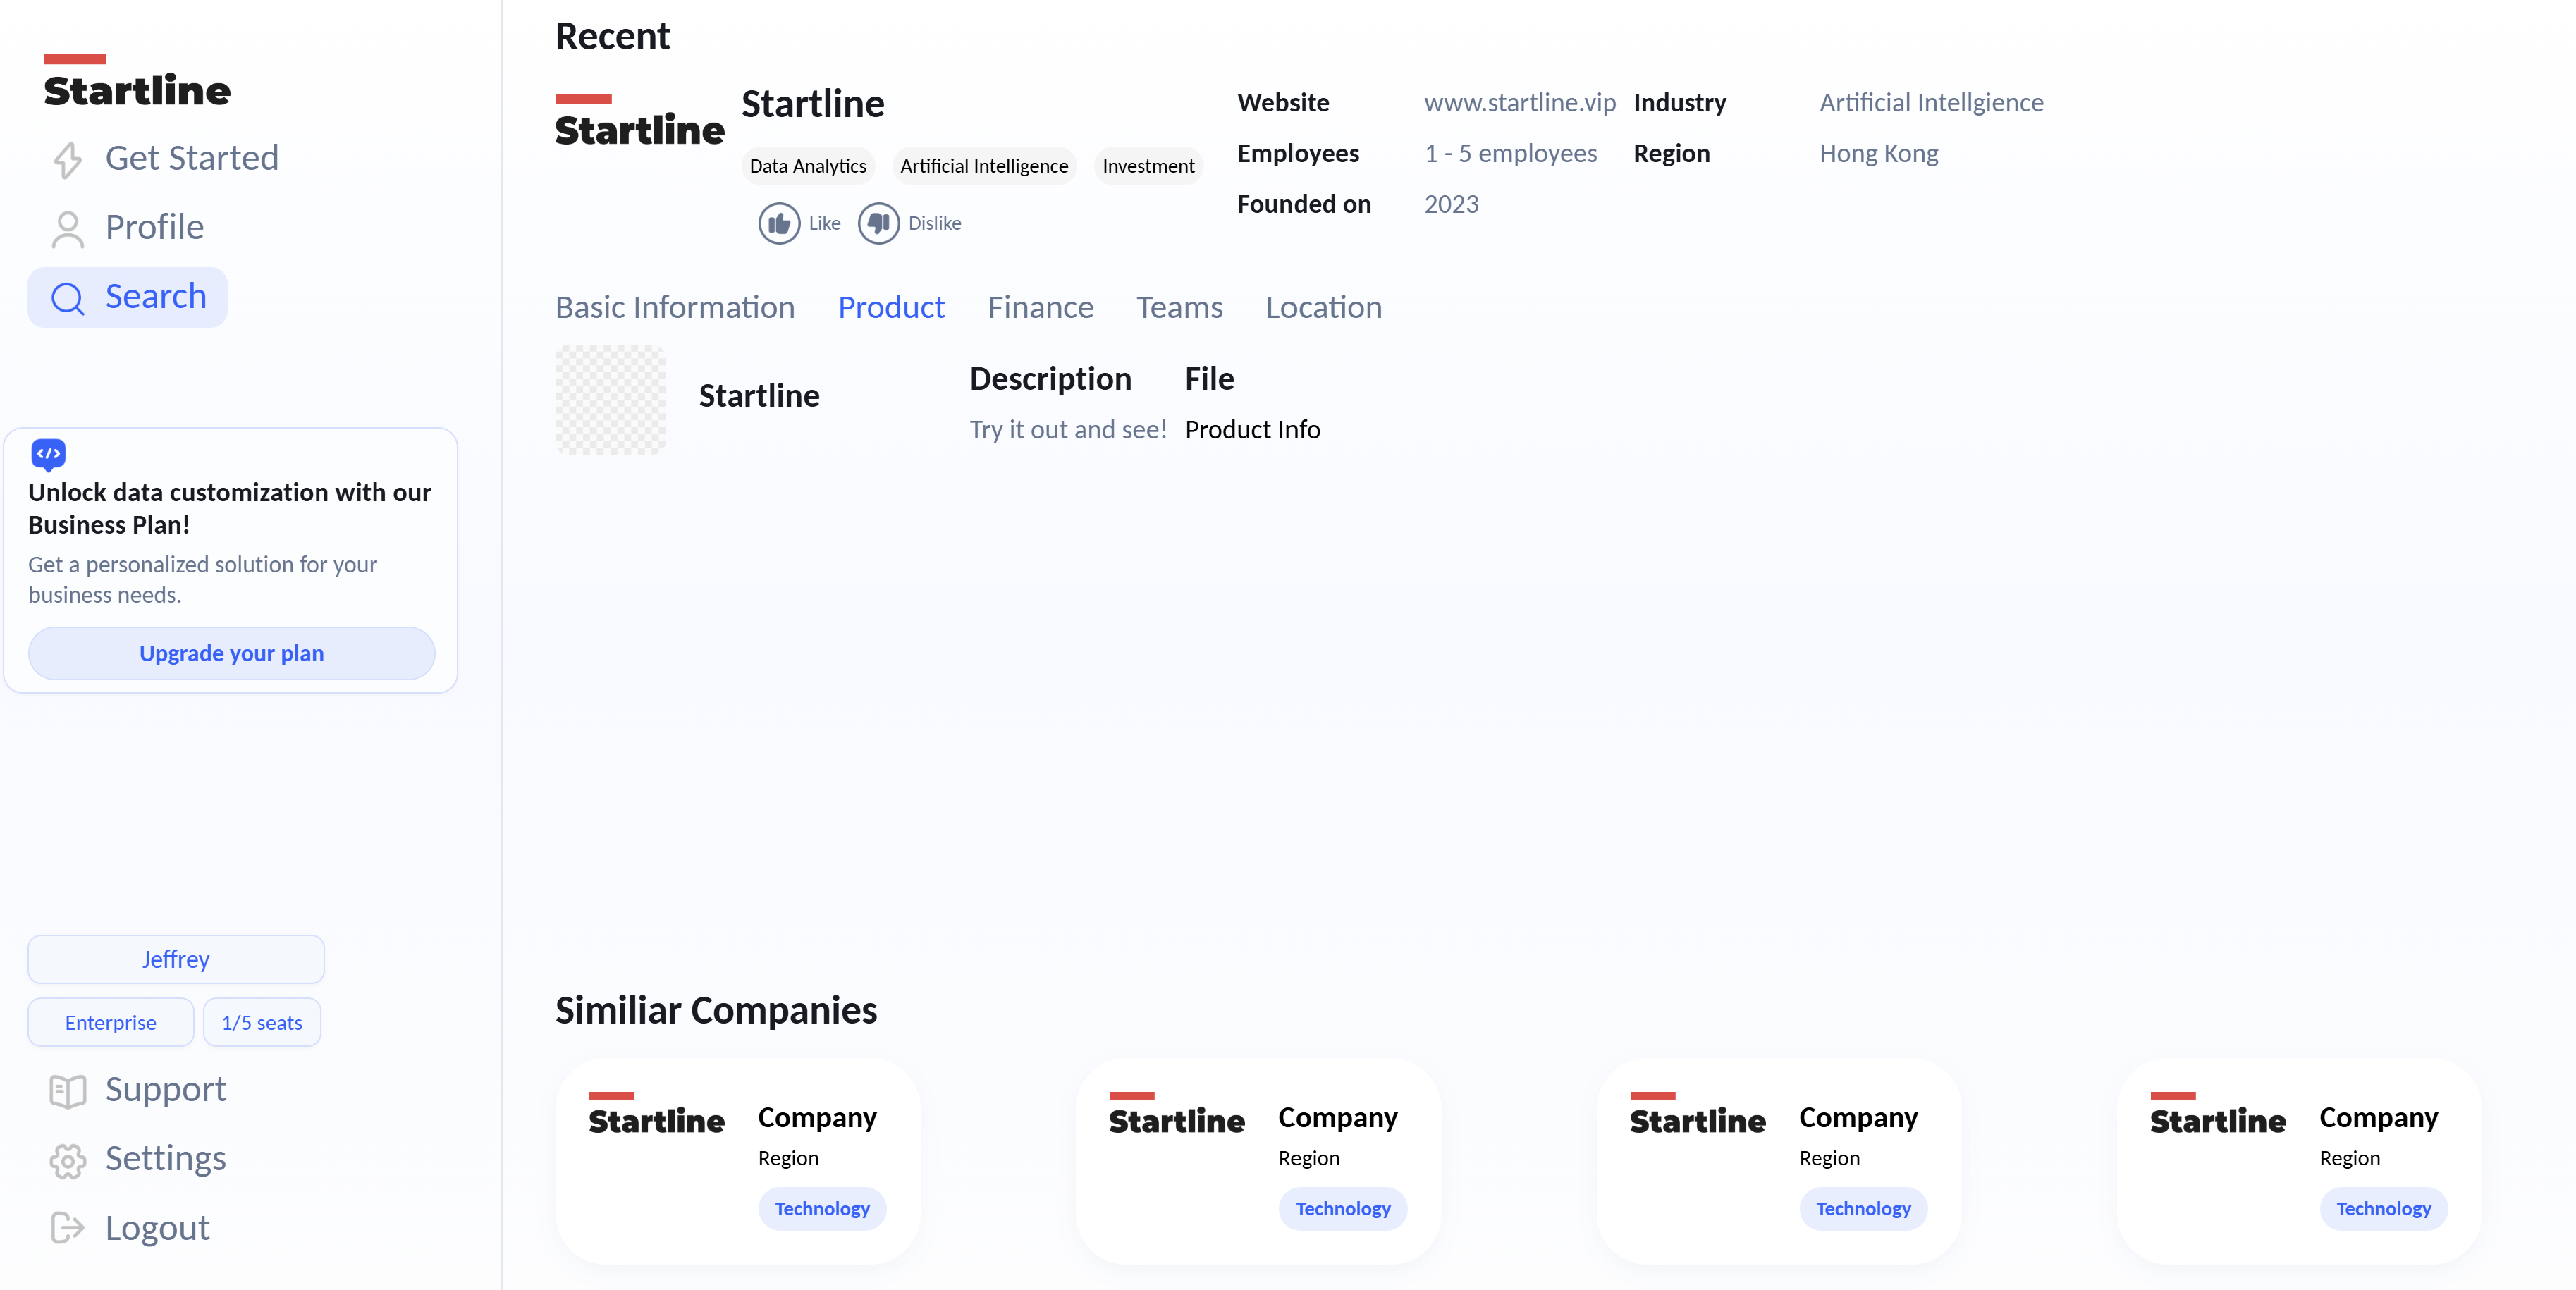 Startline
Get Started
Profile
Search
Unlock data customization with our
Business Plan!
Get a personalized solution for your
business needs.
Upgrade your plan
Jeffrey
Enterprise 1/5 seats
Support
Settings
Logout
Recent
Startline
Startline
Data Analytics Artificial Intelligence Investment
Like Dislike
Website www.startline.vip Industry Artificial Intellgience
Employees 1 - 5 employees Region Hong Kong
Founded on 2023
Basic Information Product Finance Teams Location
Startline
Description File
Try it out and see! Product Info
Similiar Companies
Startline Company Startline Company Startline Company Startline Company
Region Region Region Region
Technology Technology Technology Technology